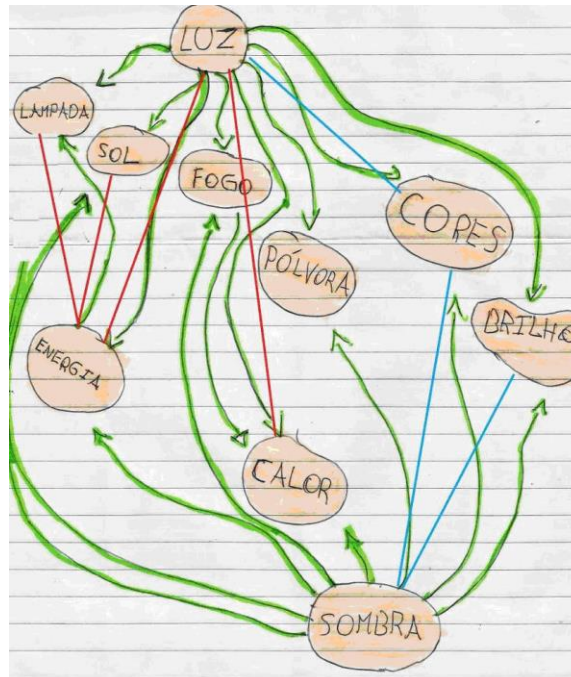 LUZ
LAMPADA
SOL
FOGO
CORES
PÓLVORA
BRILHO
ENERGIA
CALOR
SOMBRA